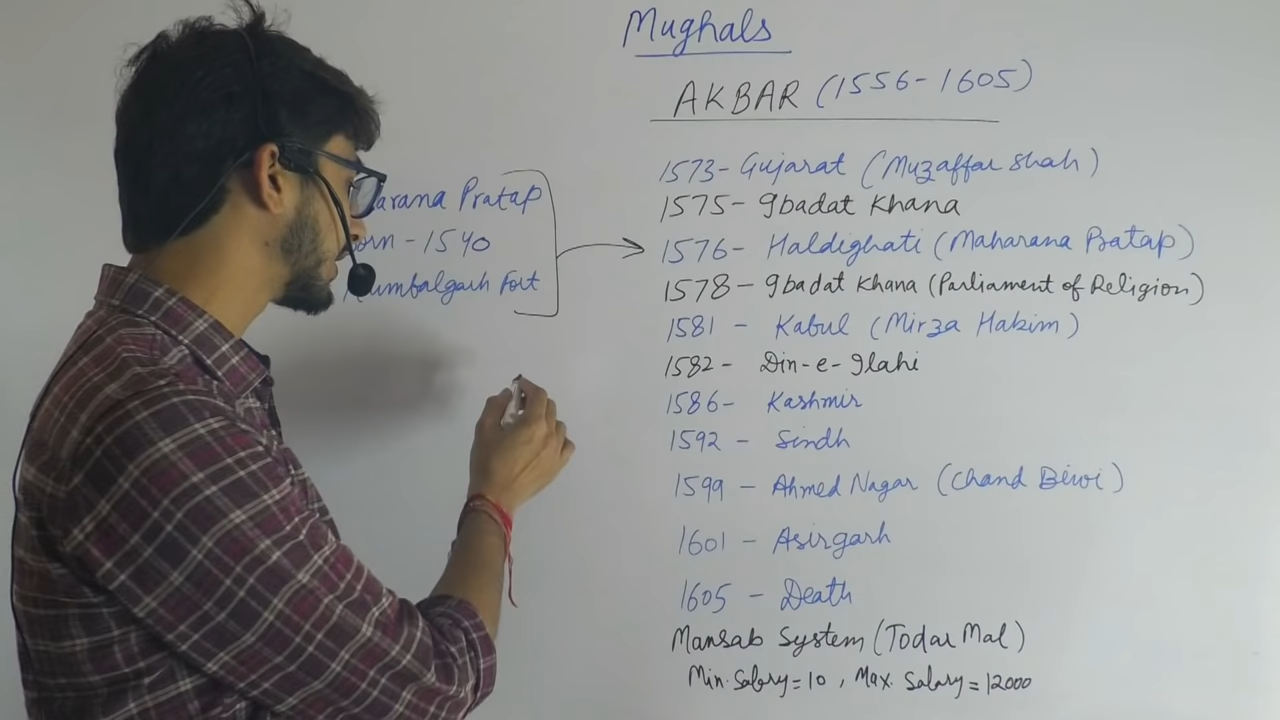 Mughals
AKBAR (1556-1605)
arana Pratap
orn - 1540
Kumbalgarh Fort
1573- Gujarat (Muzaffar Shah)
1575- Ibadat Khana
1576- Haldighati (Maharana Pratap)
1578- Ibadat Khana (Parliament of Religion)
1581 - Kabul (Mirza Hakim)
1582- Din-e-Ilahi
1586- Kashmir
1592 - Sindh
1599 - Ahmed Nagar (Chand Biwi)
1601 - Asirgarh
1605 - Death
Mansab System (Todar Mal)
Min. Salary = 10, Max. Salary = 12000